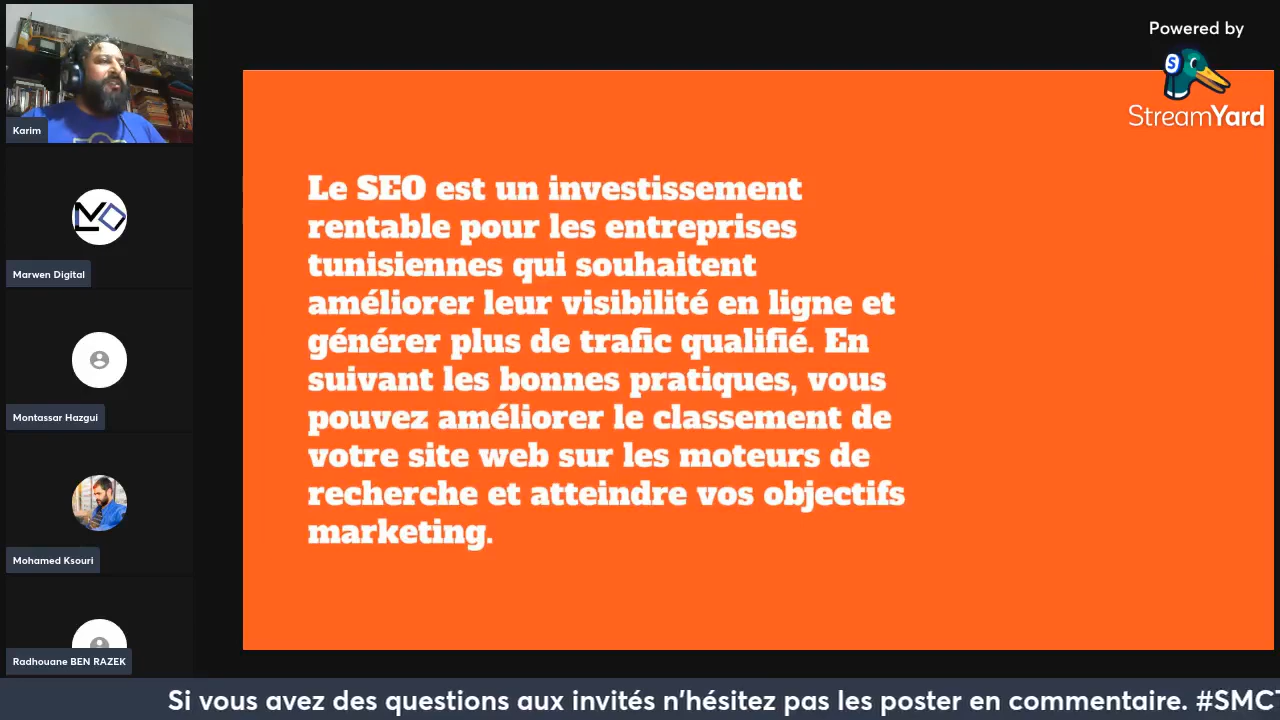 Powered by
StreamYard
Karim
Marwen Digital
Montassar Hazgui
Mohamed Ksouri
Radhouane BEN RAZEK
Le SEO est un investissement
rentable pour les entreprises
tunisiennes qui souhaitent
améliorer leur visibilité en ligne et
générer plus de trafic qualifié. En
suivant les bonnes pratiques, vous
pouvez améliorer le classement de
votre site web sur les moteurs de
recherche et atteindre vos objectifs
marketing.
Si vous avez des questions aux invités n'hésitez pas les poster en commentaire. #SMCT